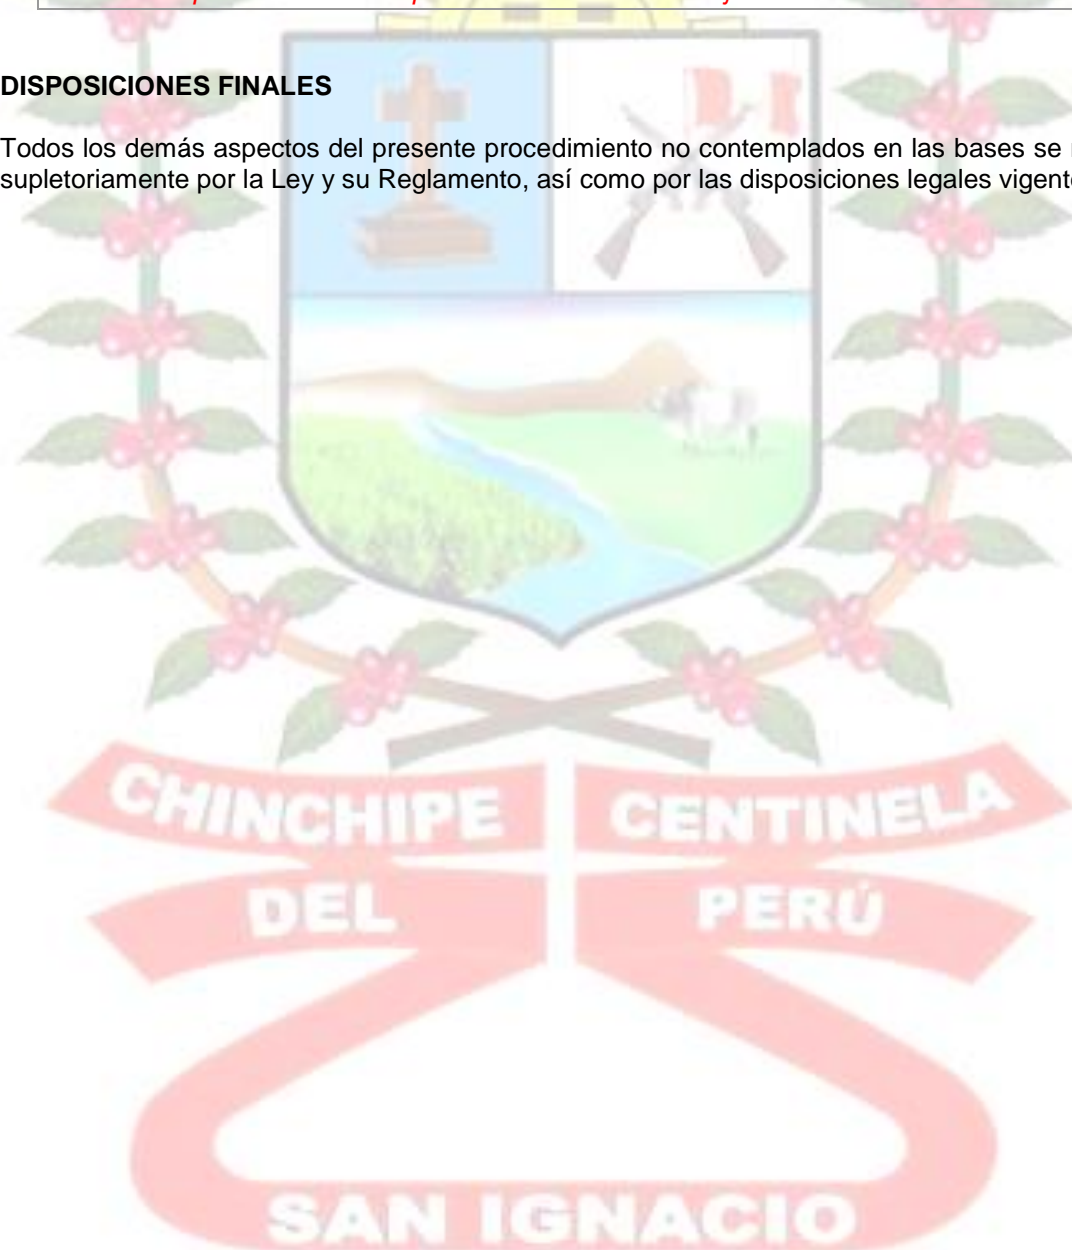 DISPOSICIONES FINALES
Todos los demás aspectos del presente procedimiento no contemplados en las bases se
supletoriamente por la Ley y su Reglamento, así como por las disposiciones legales
CHINCHIPE CENTINELA
DEL PERÚ
SAN IGNACIO